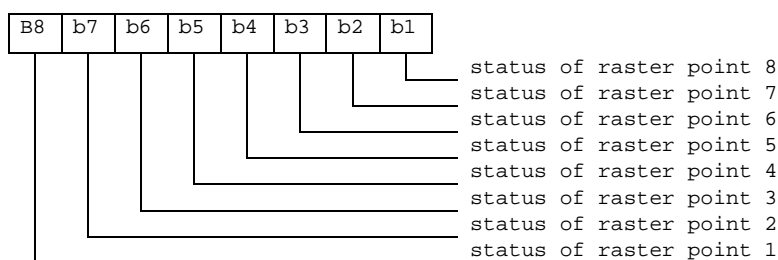 B8 b7 b6 b5 b4 b3 b2 b1
status of raster point 8
status of raster point 7
status of raster point 6
status of raster point 5
status of raster point 4
status of raster point 3
status of raster point 2
status of raster point 1